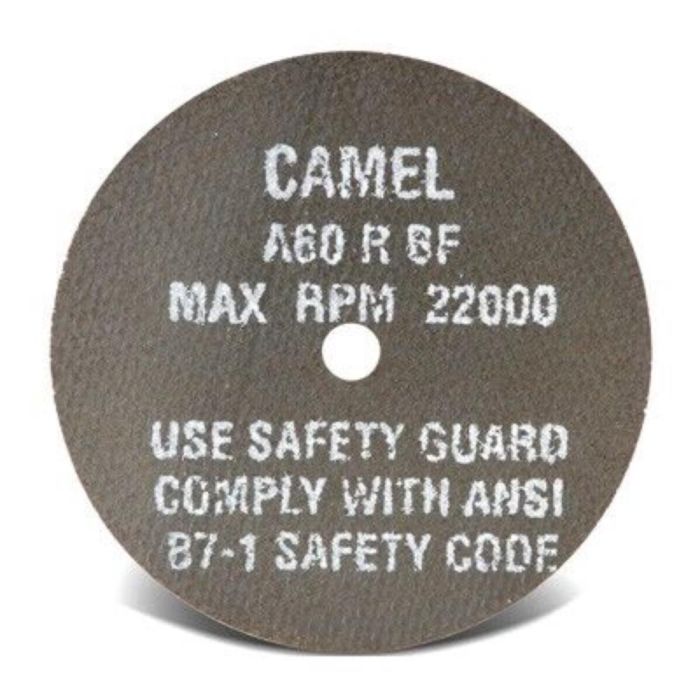 CAMEL
A60 R BF
MAX RPM 22000
USE SAFETY GUARD
COMPLY WITH ANSI
B7-1 SAFETY CODE